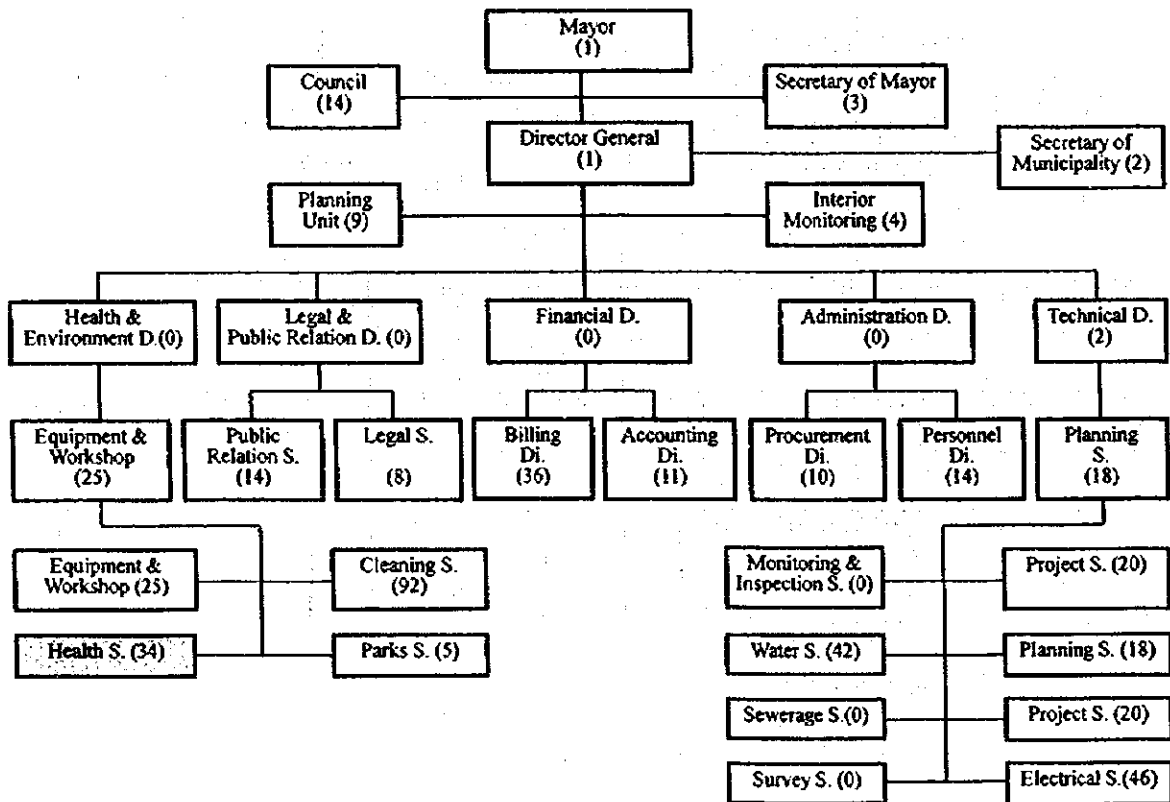 Mayor
(1)
Council
(14)
Secretary of Mayor
(3)
Director General
(1)
Secretary of
Municipality (2)
Planning
Unit (9)
Interior
Monitoring (4)
Health &
Environment D.(0)
Legal &
Public Relation D. (0)
Financial D.
(0)
Administration D.
(0)
Technical D.
(2)
Equipment &
Workshop
(25)
Public
Relation S.
(14)
Legal S.
(8)
Billing
Di.
(36)
Accounting
Di.
(11)
Procurement
Di.
(10)
Personnel
Di.
(14)
Planning
S.
(18)
Equipment &
Workshop (25)
Cleaning S.
(92)
Monitoring &
Inspection S. (0)
Project S. (20)
Health S. (34)
Parks S. (5)
Water S. (42)
Planning S. (18)
Sewerage S.(0)
Project S. (20)
Survey S. (0)
Electrical S.(46)